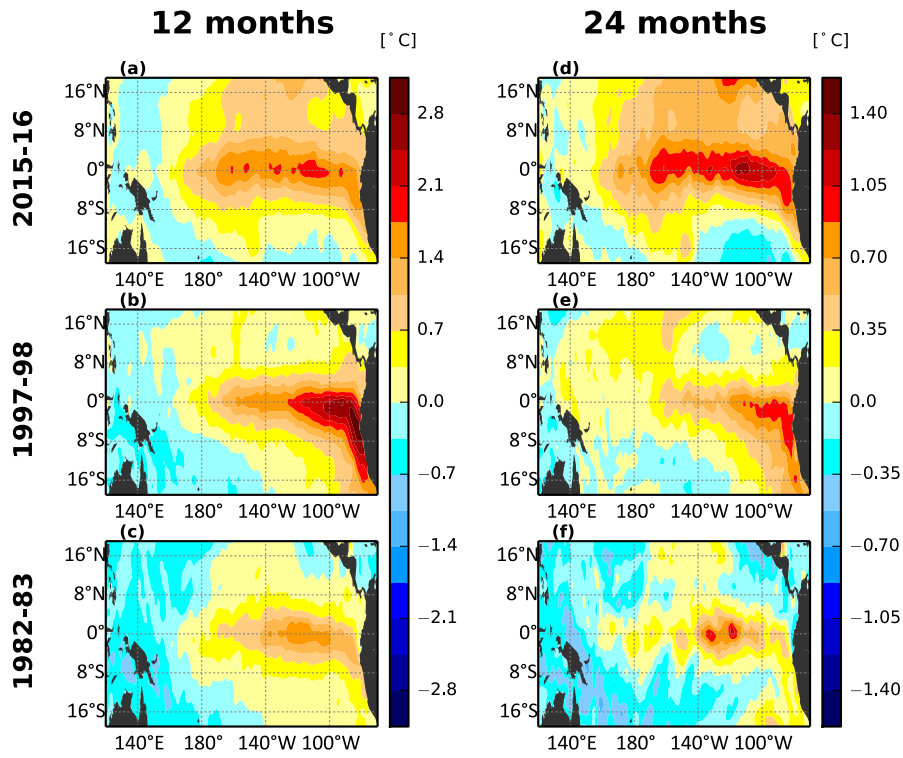 12 months 24 months
[°C] [°C]
(a) (d)
2015-16
16°N
8°N
0°
8°S
16°S
140°E 180° 140°W 100°W
16°N
8°N
0°
8°S
16°S
140°E 180° 140°W 100°W
(b) (e)
1997-98
16°N
8°N
0°
8°S
16°S
140°E 180° 140°W 100°W
16°N
8°N
0°
8°S
16°S
140°E 180° 140°W 100°W
(c) (f)
1982-83
16°N
8°N
0°
8°S
16°S
140°E 180° 140°W 100°W
16°N
8°N
0°
8°S
16°S
140°E 180° 140°W 100°W
2.8
2.1
1.4
0.7
0.0
−0.7
−1.4
−2.1
−2.8
1.40
1.05
0.70
0.35
0.00
−0.35
−0.70
−1.05
−1.40